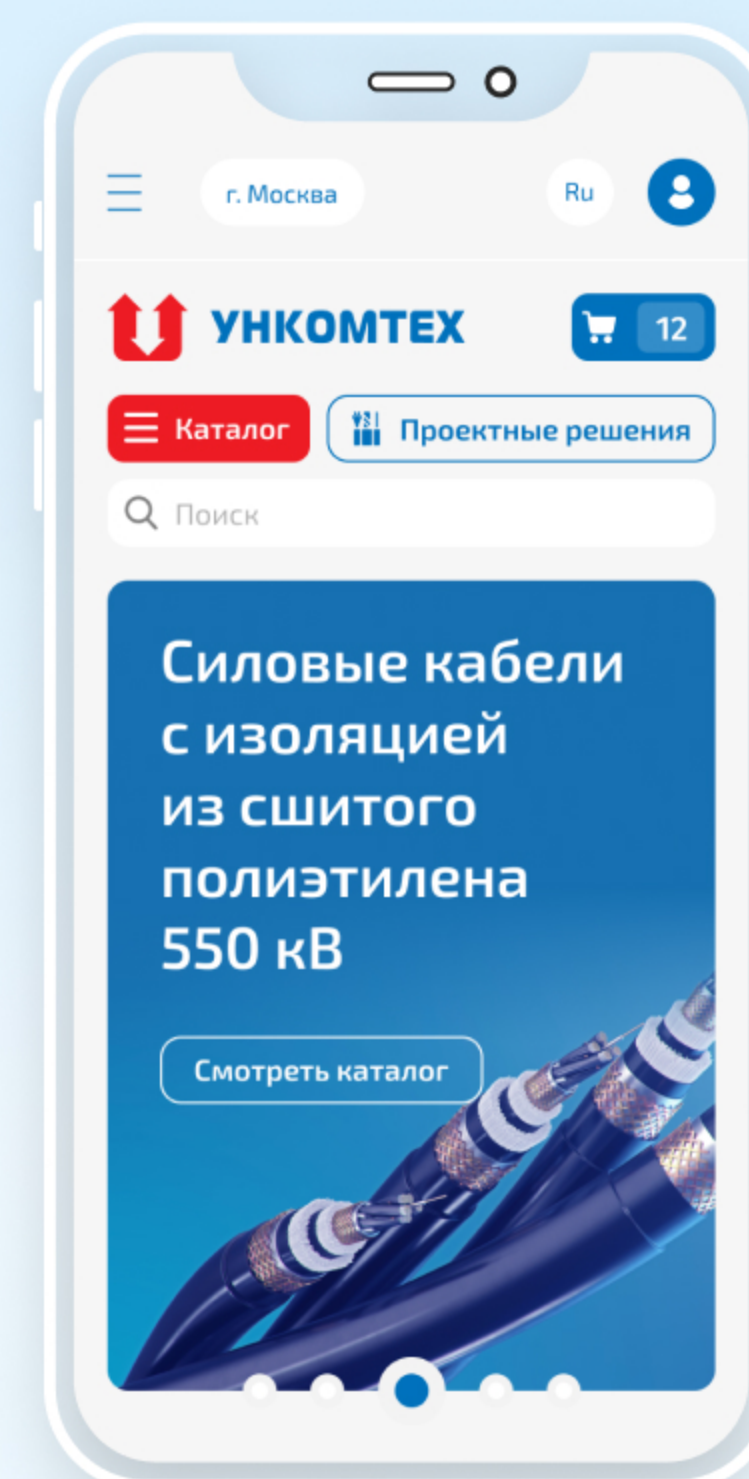 г. Москва
Ru
УНКОМТЕХ
12
Каталог
Проектные решения
Поиск
Силовые кабели
с изоляцией
из сшитого
полиэтилена
550 кВ
Смотреть каталог